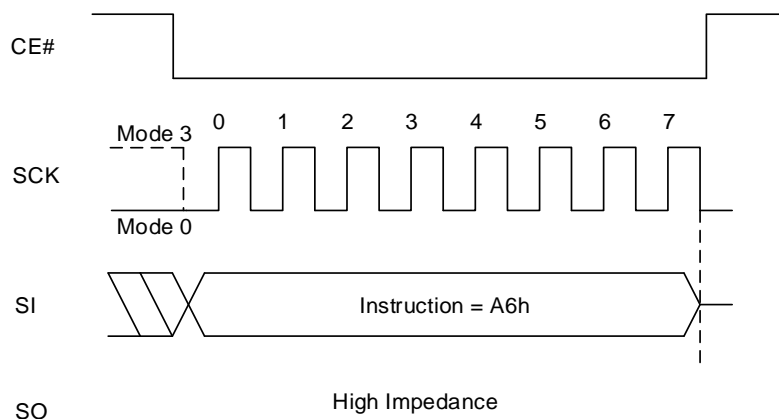 CE#
Mode 3
0 1 2 3 4 5 6 7
SCK
Mode 0
SI
Instruction = A6h
SO
High Impedance